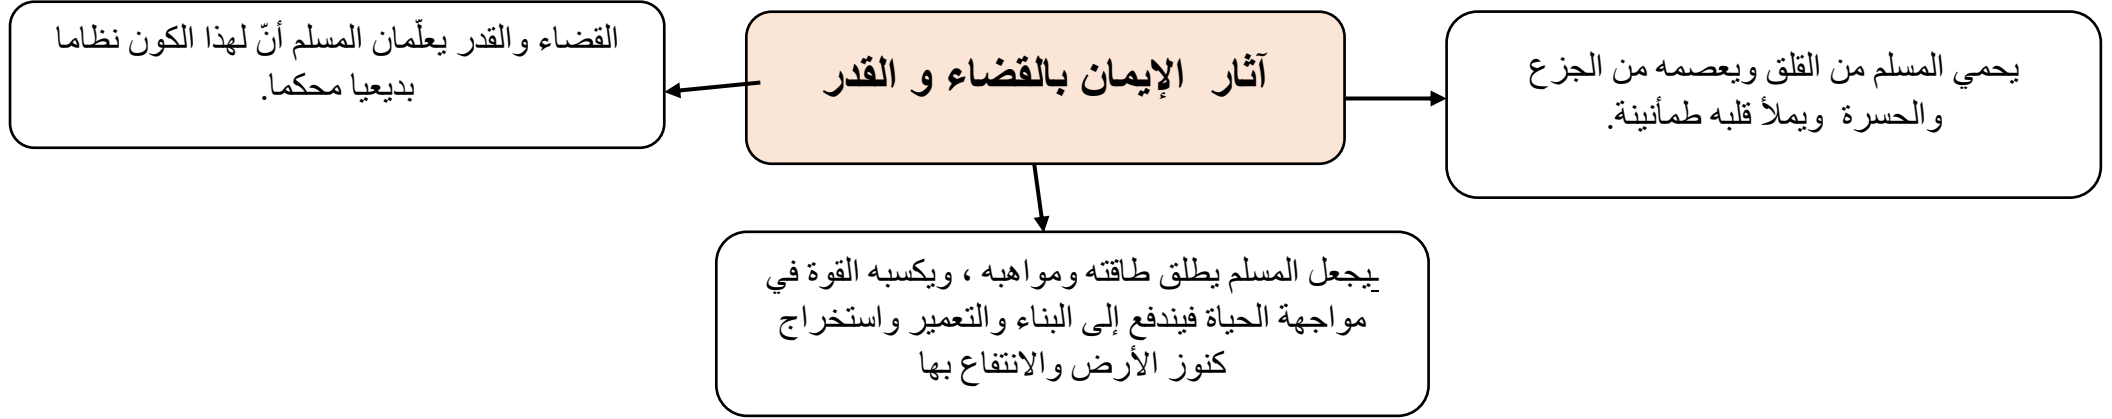 آثار الإيمان بالقضاء و القدر
يحمي المسلم من القلق ويعصمه من الجزع
والحسرة ويملأ قلبه طمأنينة.
القضاء والقدر يعلّمان المسلم أنّ لهذا الكون نظاما
بديعيا محكما.
ـيجعل المسلم يطلق طاقته ومواهبه ، ويكسبه القوة في
مواجهة الحياة فيندفع إلى البناء والتعمير واستخراج
كنوز الأرض والانتفاع بها